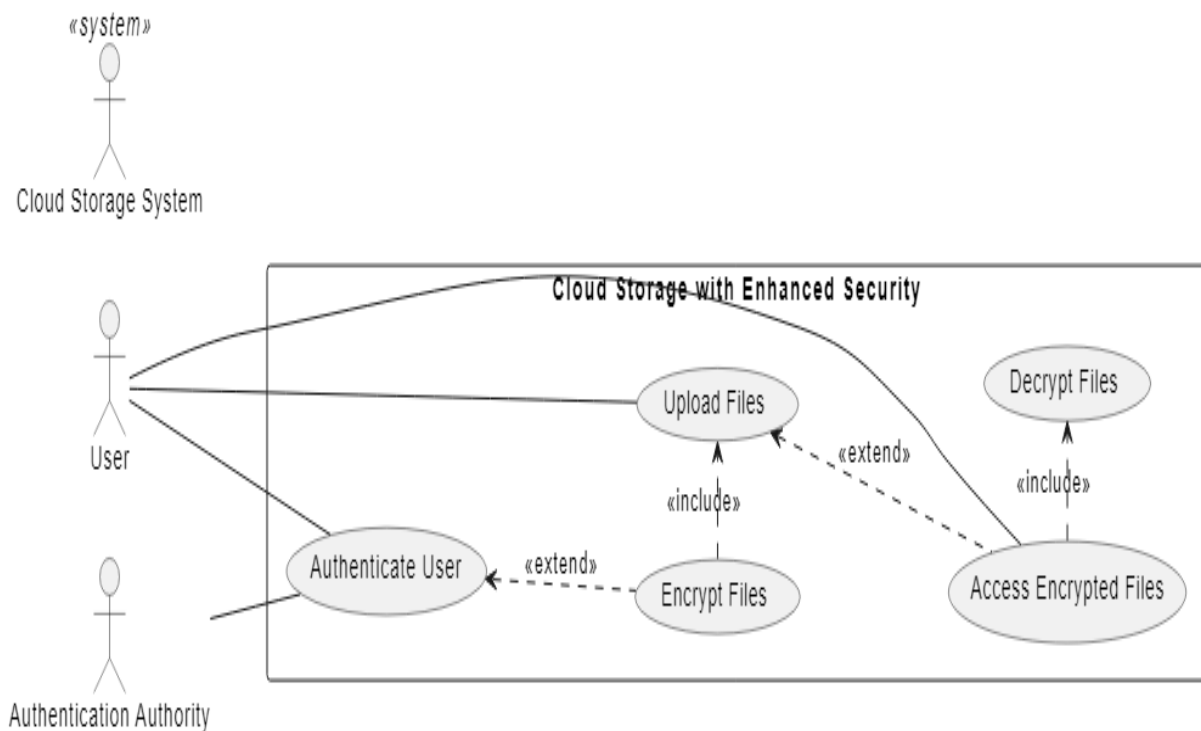 «system»
Cloud Storage System
Cloud Storage with Enhanced Security
User
Upload Files
Decrypt Files
«extend»
«include»
«include»
Authenticate User
«extend»
Encrypt Files
Access Encrypted Files
Authentication Authority